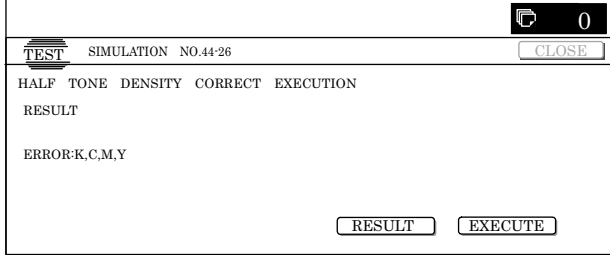 0
TEST SIMULATION NO.44-26 CLOSE
HALF TONE DENSITY CORRECT EXECUTION
RESULT
ERROR:K,C,M,Y
RESULT EXECUTE